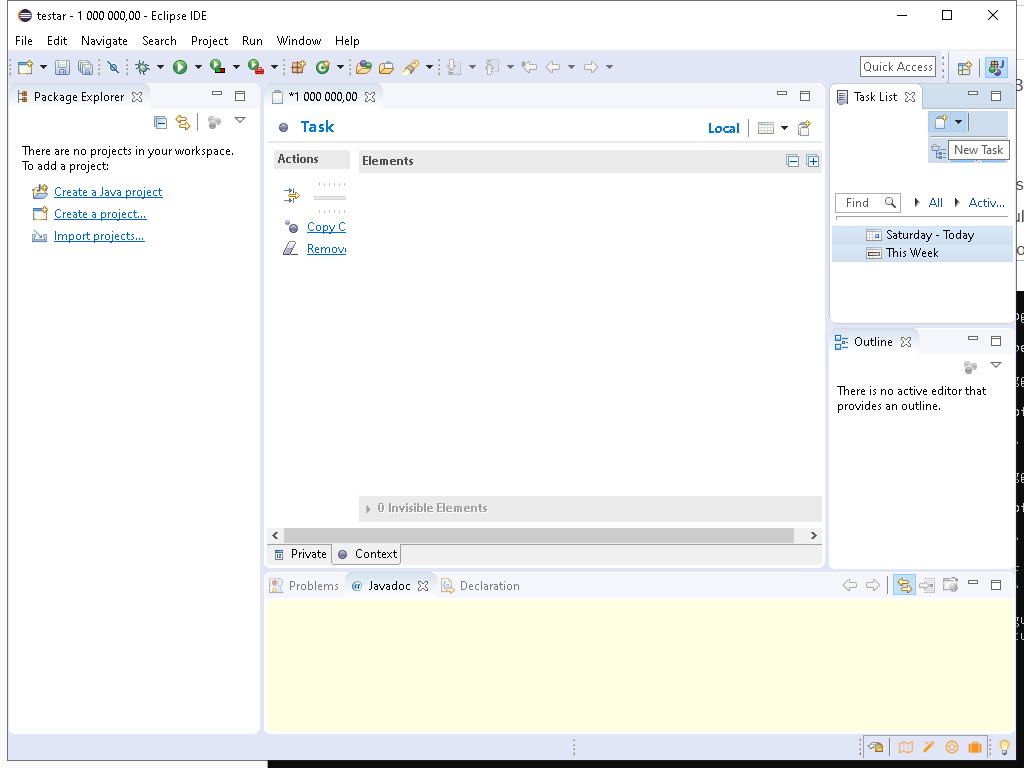 testar - 1 000 000,00 - Eclipse IDE
File Edit Navigate Search Project Run Window Help
Quick Access
Package Explorer
There are no projects in your workspace.
To add a project:
Create a Java project
Create a project...
Import projects...
*1 000 000,00
Task
Local
Actions
Elements
Copy C
Remove
0 Invisible Elements
Private
Context
Task List
New Task
Find
All
Activ...
Saturday - Today
This Week
Outline
There is no active editor that
provides an outline.
Problems
@ Javadoc
Declaration